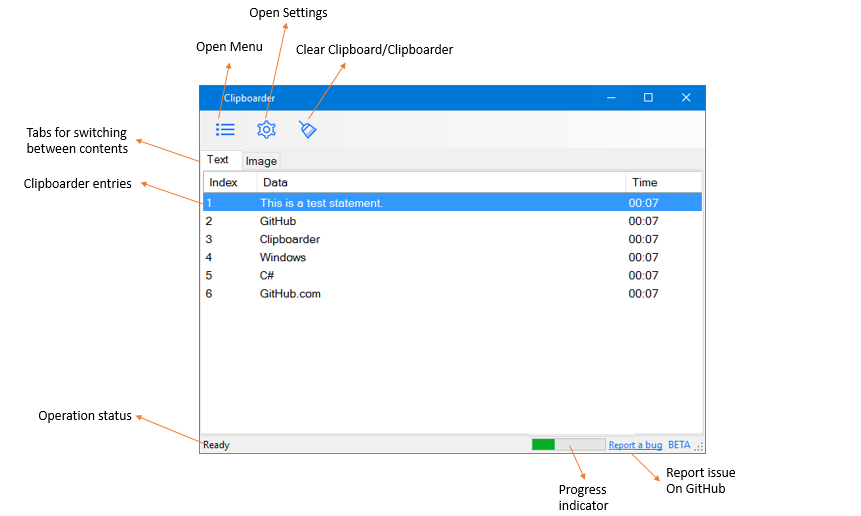 Open Settings
Open Menu
Clear Clipboard/Clipboarder
Clipboarder
Tabs for switching
between contents
Text Image
Clipboarder entries
Index Data Time
1 This is a test statement. 00:07
2 GitHub 00:07
3 Clipboarder 00:07
4 Windows 00:07
5 C# 00:07
6 GitHub.com 00:07
Operation status
Ready Report a bug BETA
Report issue
On GitHub
Progress
indicator